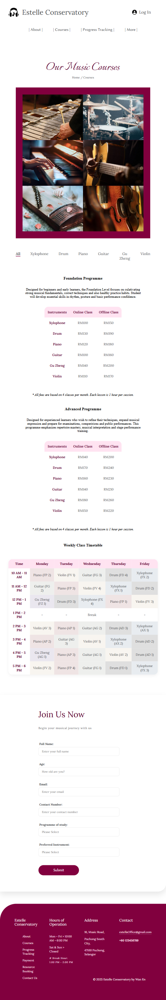 Estelle Conservatory
Log In
| About |
| Courses |
| Progress Tracking |
| More |
Our Music Courses
Home / Courses
All
Xylophone
Drum
Piano
Guitar
Gu
Zheng
Violin
Foundation Programme
Designed for beginners and early learners, the Foundation Level focuses on culativating
strong musical fundamentals, correct techniques and also healthy practice habits. Student
will develop essential skills in rhythm, posture and basic performance confidence.
Instruments Online Class Offline Class
Xylophone RM100 RM150
Drum RM130 RM190
Piano RM120 RM180
Guitar RM100 RM160
Gu Zheng RM140 RM200
Violin RM110 RM170
* All fees are based on 4 classes per month. Each lesson is 1 hour per session.
Advanced Programme
Designed for experienced learners who wish to refine their techniques, expand musical
expression and prepare for examinations, comperirions and public performances. This
programme emphasizes repertoire mastery, musical interpretation and stage performance
training.
Instruments Online Class Offline Class
Xylophone RM140 RM200
Drum RM170 RM240
Piano RM160 RM230
Guitar RM140 RM210
Gu Zheng RM180 RM260
Violin RM150 RM220
* All fees are based on 4 classes per month. Each lesson is 1 hour per session.
Weekly Class Timetable
Time Monday Tuesday Wednesday Thursday Friday
10 AM - 11 AM Piano (FP 2) Violin (FV 1) Guitar (FG 3) Drum (FD 4) Xylophone (FX 2)
11 AM - 12 PM Guitar (FG 2) Piano (FP 3) Violin (FV 4) Xylophone (FX 1) Drum (FD 2)
12 PM - 1 PM Gu Zheng (FZ 1) Drum (FD 3) Xylophone (FX 4) Piano (FP 1) Violin (FV 3)
1 PM - 2 PM - - Break - -
2 PM - 3 PM Violin (AV 3) Piano (AP 1) Guitar (AG 2) Drum (AD 3) Xylophone (AX 1)
3 PM - 4 PM Piano (AP 2) Guitar (AG 3) Violin (AV 1) Xylophone (AX 2) Drum (AD 2)
4 PM - 5 PM Gu Zheng (AG 1) Piano (AP 3) Guitar (AG 1) Violin (AV 2) Drum (AD 1)
5 PM - 6 PM Violin (FV 2) Piano (FP 4) Guitar (FG 1) Drum (FD 1) Xylophone (FX 3)
Join Us Now
Begin your musical journey with us
Full Name:
Enter your full name
Age:
How old are you?
Email:
Enter your email
Contact Number:
Enter your contact number
Programme of study:
Please Select
Preferred Instrument:
Please Select
Submit
Estelle
Conservatory
About
Courses
Progress
Tracking
Payment
Resource
Booking
Contact Us
Hours of
Operation
Mon - Fri > 10:00
AM - 6:00 PM
Sat & Sun >
Closed
# Break Hour:
1:00 PM - 2:00 PM
Address
16, Music Road,
Puchong South
City,
47100 Puchong,
Selangor
Contact
estellaOffice@gmail.com
+60 123456789
© 2025 Estelle Conservatory by Wan En